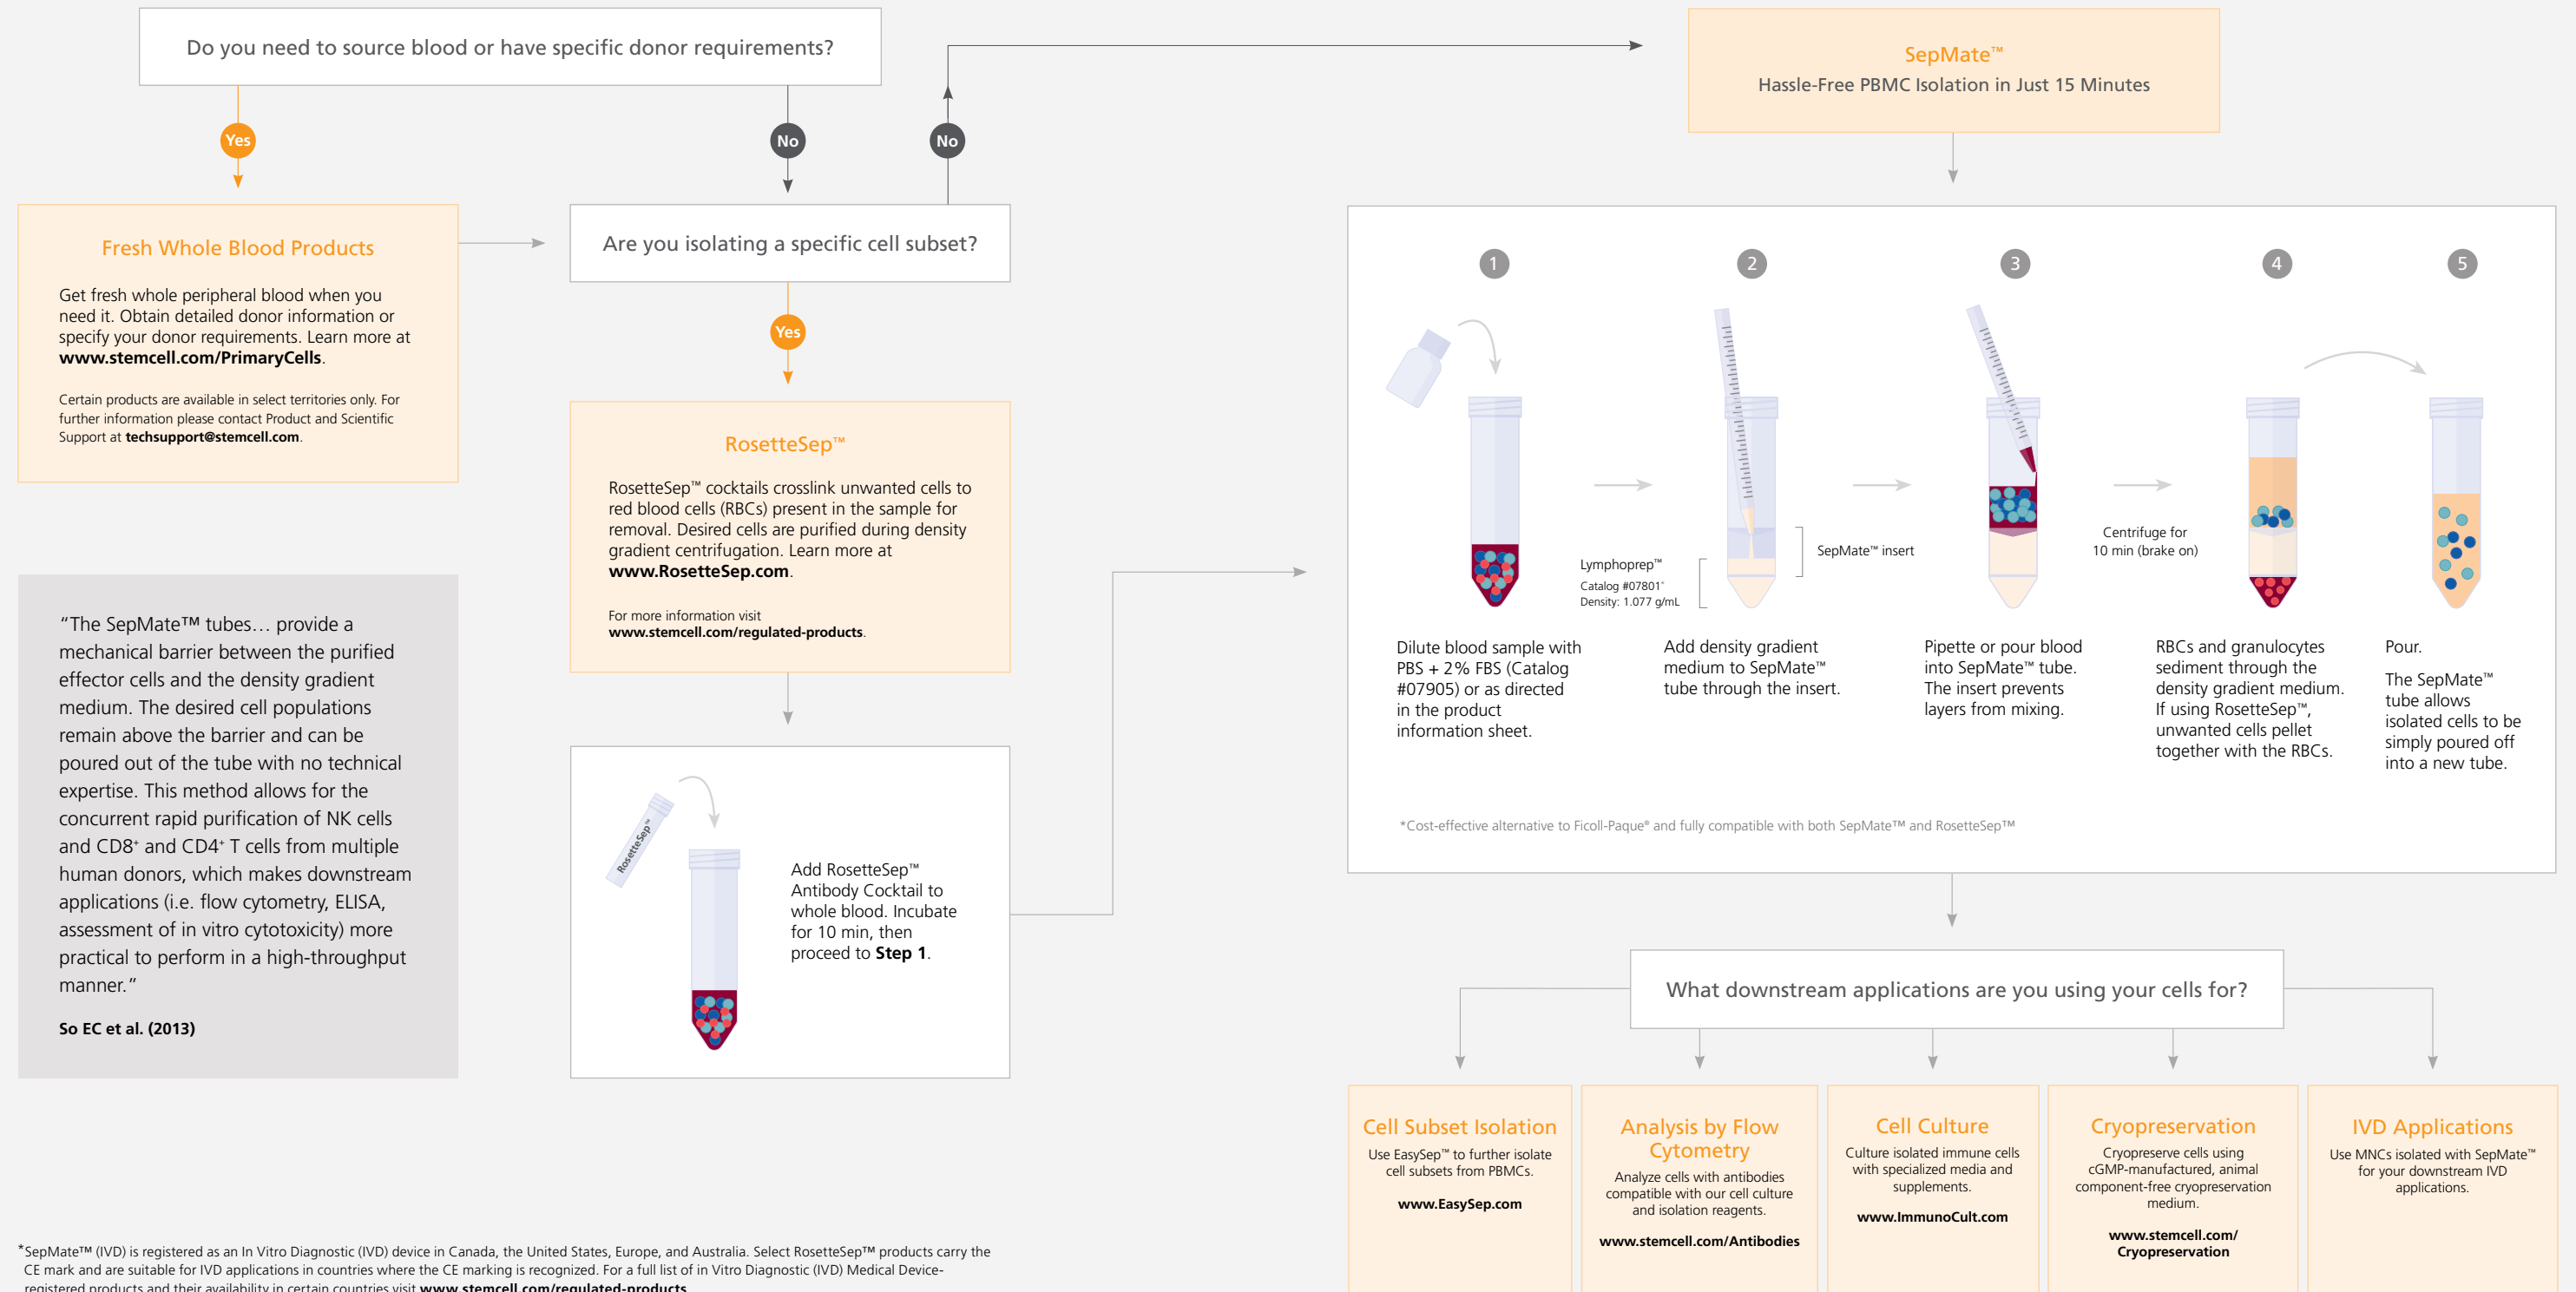 Do you need to source blood or have specific donor requirements?
Yes
No
No
Fresh Whole Blood Products
Get fresh whole peripheral blood when you
need it. Obtain detailed donor information or
specify your donor requirements. Learn more at
www.stemcell.com/PrimaryCells.
Certain products are available in select territories only. For
further information please contact Product and Scientific
Support at techsupport@stemcell.com.
Are you isolating a specific cell subset?
Yes
RosetteSep™
RosetteSep™ cocktails crosslink unwanted cells to
red blood cells (RBCs) present in the sample for
removal. Desired cells are purified during density
gradient centrifugation. Learn more at
www.RosetteSep.com.
For more information visit
www.stemcell.com/regulated-products.
"The SepMate™ tubes… provide a
mechanical barrier between the purified
effector cells and the density gradient
medium. The desired cell populations
remain above the barrier and can be
poured out of the tube with no technical
expertise. This method allows for the
concurrent rapid purification of NK cells
and CD8⁺ and CD4⁺ T cells from multiple
human donors, which makes downstream
applications (i.e. flow cytometry, ELISA,
assessment of in vitro cytotoxicity) more
practical to perform in a high-throughput
manner."
So EC et al. (2013)
RosetteSep™
Add RosetteSep™
Antibody Cocktail to
whole blood. Incubate
for 10 min, then
proceed to Step 1.
SepMate™
Hassle-Free PBMC Isolation in Just 15 Minutes
1
2
3
4
5
Lymphoprep™
Catalog #07801*
Density: 1.077 g/mL
SepMate™ insert
Centrifuge for
10 min (brake on)
Dilute blood sample with
PBS + 2% FBS (Catalog
#07905) or as directed
in the product
information sheet.
Add density gradient
medium to SepMate™
tube through the insert.
Pipette or pour blood
into SepMate™ tube.
The insert prevents
layers from mixing.
RBCs and granulocytes
sediment through the
density gradient medium.
If using RosetteSep™,
unwanted cells pellet
together with the RBCs.
Pour.
The SepMate™
tube allows
isolated cells to be
simply poured off
into a new tube.
*Cost-effective alternative to Ficoll-Paque® and fully compatible with both SepMate™ and RosetteSep™
What downstream applications are you using your cells for?
Cell Subset Isolation
Use EasySep™ to further isolate
cell subsets from PBMCs.
www.EasySep.com
Analysis by Flow
Cytometry
Analyze cells with antibodies
compatible with our cell culture
and isolation reagents.
www.stemcell.com/Antibodies
Cell Culture
Culture isolated immune cells
with specialized media and
supplements.
www.ImmunoCult.com
Cryopreservation
Cryopreserve cells using
cGMP-manufactured, animal
component-free cryopreservation
medium.
www.stemcell.com/
Cryopreservation
IVD Applications
Use MNCs isolated with SepMate™
for your downstream IVD
applications.
*SepMate™ (IVD) is registered as an In Vitro Diagnostic (IVD) device in Canada, the United States, Europe, and Australia. Select RosetteSep™ products carry the
CE mark and are suitable for IVD applications in countries where the CE marking is recognized. For a full list of in Vitro Diagnostic (IVD) Medical Device-
registered products and their availability in certain countries visit www.stemcell.com/regulated-products